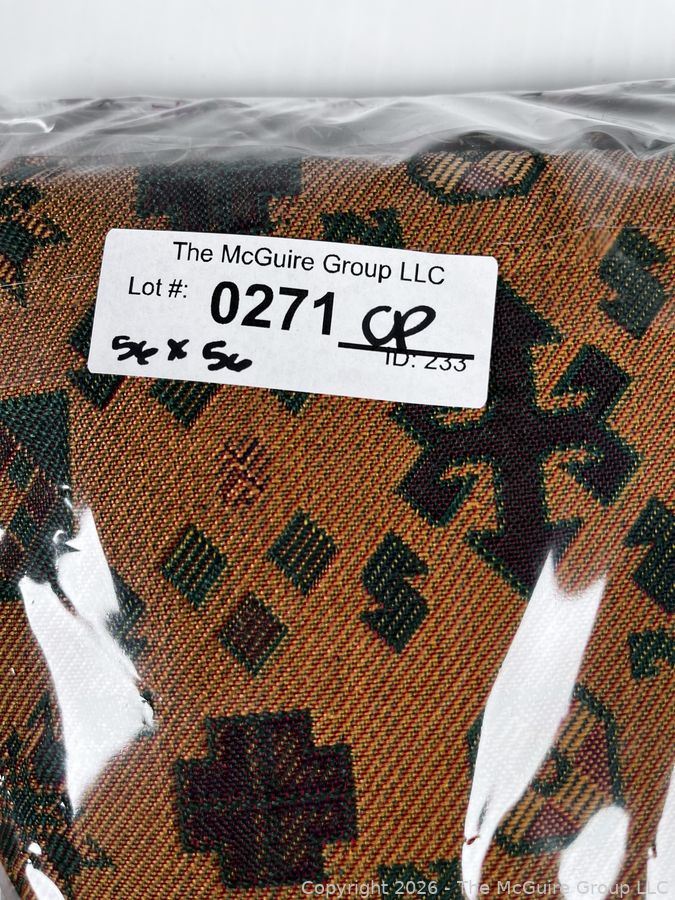 The McGuire Group LLC
Lot #: 0271 CP
56 x 56 ID: 233
Copyright 2026 - The McGuire Group LLC